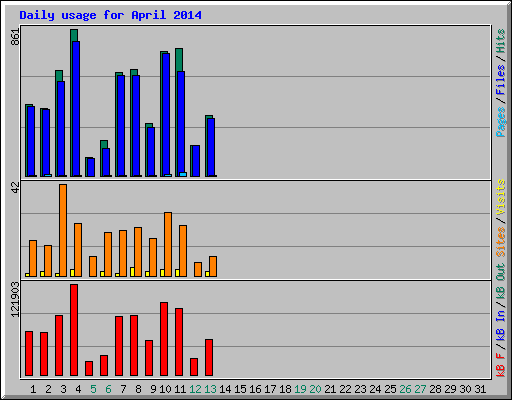 Daily usage for April 2014
861
Pages / Files / Hits
42
Sites / Visits
121903
kB F / kB In / kB Out
1 2 3 4 5 6 7 8 9 10 11 12 13 14 15 16 17 18 19 20 21 22 23 24 25 26 27 28 29 30 31